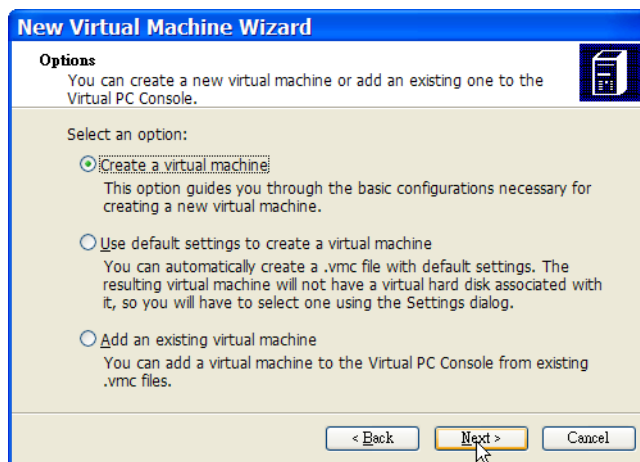 New Virtual Machine Wizard
Options
You can create a new virtual machine or add an existing one to the
Virtual PC Console.
Select an option:
Create a virtual machine
This option guides you through the basic configurations necessary for
creating a new virtual machine.
Use default settings to create a virtual machine
You can automatically create a .vmc file with default settings. The
resulting virtual machine will not have a virtual hard disk associated with
it, so you will have to select one using the Settings dialog.
Add an existing virtual machine
You can add a virtual machine to the Virtual PC Console from existing
.vmc files.
< Back Next > Cancel